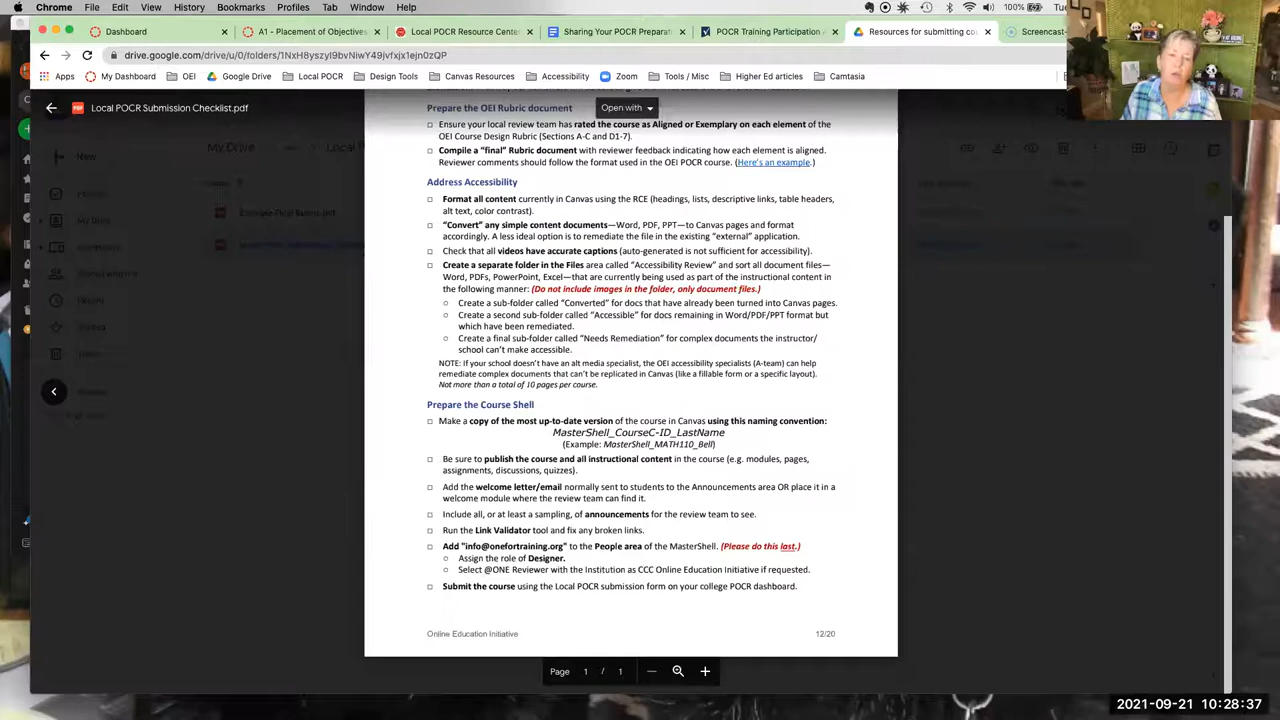 Chrome File Edit View History Bookmarks Profiles Tab Window Help 100% Tue
Dashboard A1 - Placement of Objectives Local POCR Resource Center Sharing Your POCR Preparat POCR Training Participation A Resources for submitting co Screencast-
drive.google.com/drive/u/0/folders/1NxH8yszyl9bvNiwY49jvfxjx1ejn0zQP
Apps My Dashboard OEI Google Drive Local POCR Design Tools Canvas Resources Accessibility Zoom Tools / Misc Higher Ed articles Camtasia
Local POCR Submission Checklist.pdf
Open with
New
My Drive
Prepare the OEI Rubric document
Ensure your local review team has rated the course as Aligned or Exemplary on each element of the
OEI Course Design Rubric (Sections A-C and D1-7).
Compile a “final” Rubric document with reviewer feedback indicating how each element is aligned.
Reviewer comments should follow the format used in the OEI POCR course. (Here’s an example.)
Address Accessibility
Format all content currently in Canvas using the RCE (headings, lists, descriptive links, table headers,
alt text, color contrast).
“Convert” any simple content documents—Word, PDF, PPT—to Canvas pages and format
accordingly. A less ideal option is to remediate the file in the existing “external” application.
Check that all videos have accurate captions (auto-generated is not sufficient for accessibility).
Create a separate folder in the Files area called “Accessibility Review” and sort all document files—
Word, PDFs, PowerPoint, Excel—that are currently being used as part of the instructional content in
the following manner: (Do not include images in the folder, only document files.)
Create a sub-folder called “Converted” for docs that have already been turned into Canvas pages.
Create a second sub-folder called “Accessible” for docs remaining in Word/PDF/PPT format but
which have been remediated.
Create a final sub-folder called “Needs Remediation” for complex documents the instructor/
school can’t make accessible.
NOTE: If your school doesn’t have an alt media specialist, the OEI accessibility specialists (A-team) can help
remediate complex documents that can’t be replicated in Canvas (like a fillable form or a specific layout).
Not more than a total of 10 pages per course.
Prepare the Course Shell
Make a copy of the most up-to-date version of the course in Canvas using this naming convention:
MasterShell_CourseC-ID_LastName
(Example: MasterShell_MATH110_Bell)
Be sure to publish the course and all instructional content in the course (e.g. modules, pages,
assignments, discussions, quizzes).
Add the welcome letter/email normally sent to students to the Announcements area OR place it in a
welcome module where the review team can find it.
Include all, or at least a sampling, of announcements for the review team to see.
Run the Link Validator tool and fix any broken links.
Add "info@onefortraining.org" to the People area of the MasterShell. (Please do this last.)
Assign the role of Designer.
Select @ONE Reviewer with the Institution as CCC Online Education Initiative if requested.
Submit the course using the Local POCR submission form on your college POCR dashboard.
Online Education Initiative 12/20
Page 1 / 1
2021-09-21 10:28:37